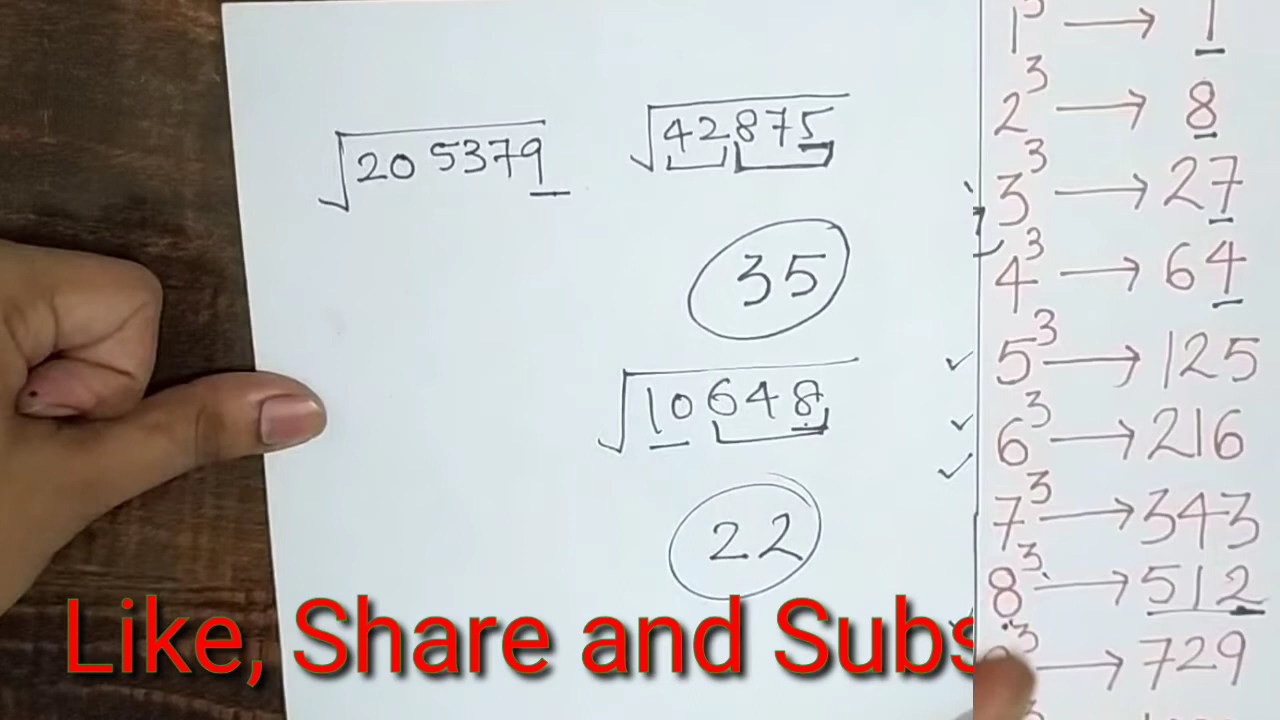 √205379
√42875
35
√10648
22
1³ → 1
2³ → 8
3³ → 27
4³ → 64
5³ → 125
6³ → 216
7³ → 343
8³ → 512
³ → 729
Like, Share and Subs